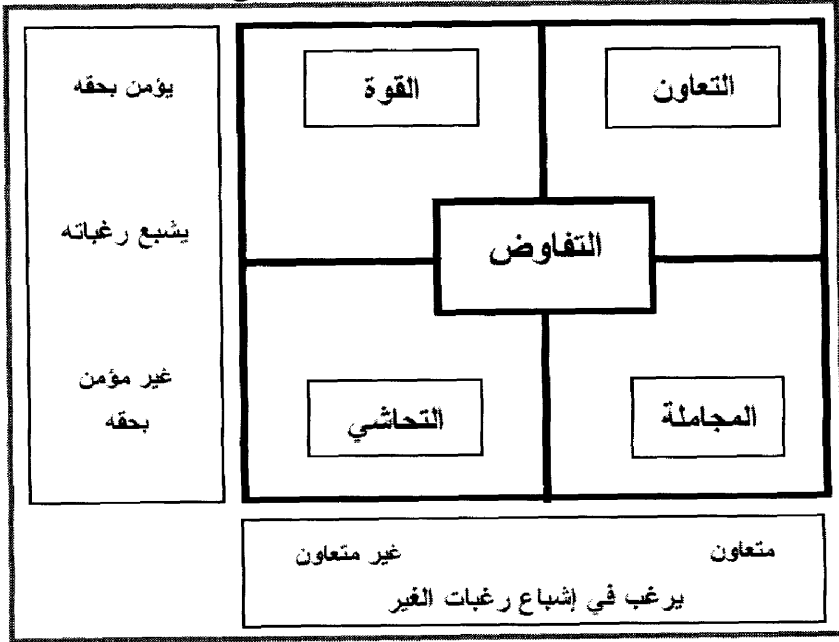 التعاون
القوة
يؤمن بحقه
التفاوض
يشبع رغباته
المجاملة
التحاشي
غير مؤمن
بحقه
متعاون
غير متعاون
يرغب في إشباع رغبات الغير